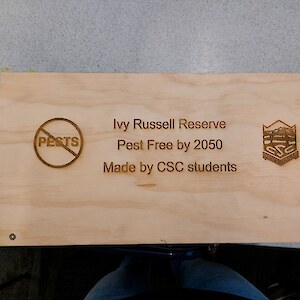 PESTS
Ivy Russell Reserve
Pest Free by 2050
Made by CSC students